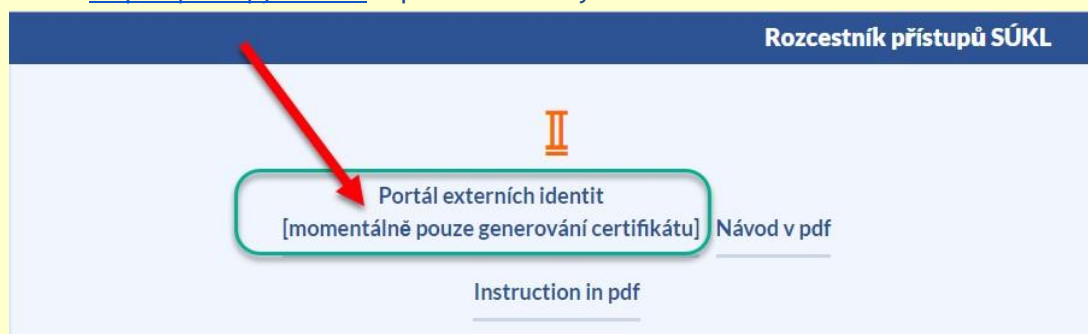 Rozcestník přístupů SÚKL
Portál externích identit
[momentálně pouze generování certifikátu] Návod v pdf
Instruction in pdf